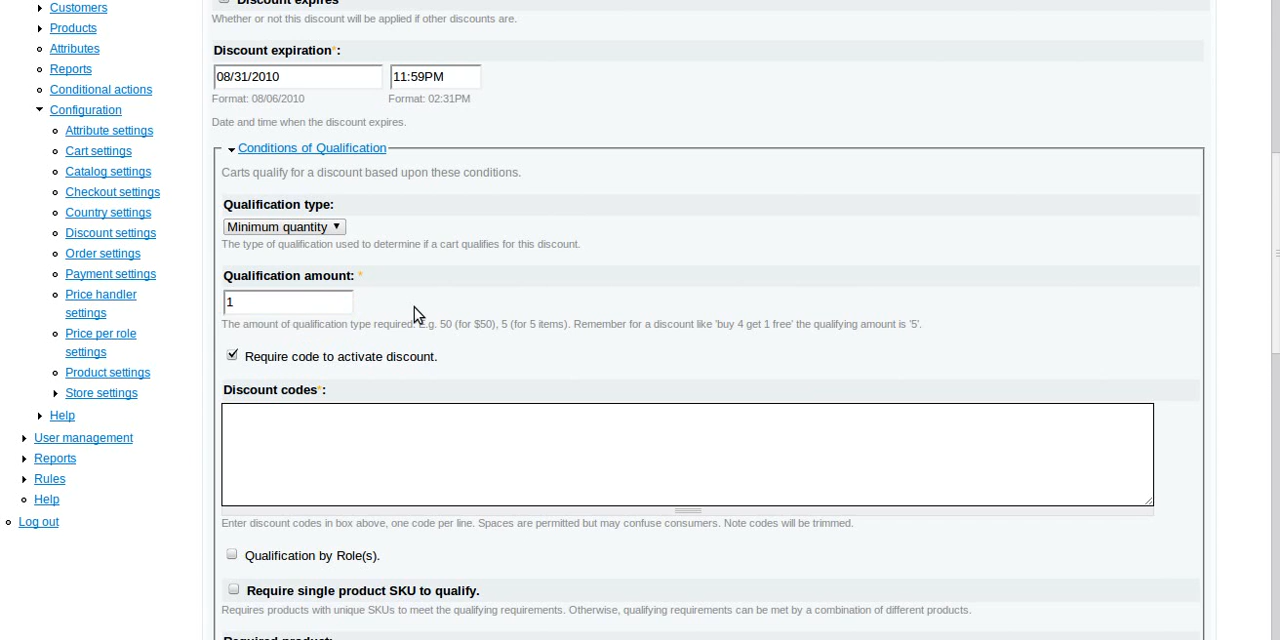 Customers
Products
Attributes
Reports
Conditional actions
Configuration
Attribute settings
Cart settings
Catalog settings
Checkout settings
Country settings
Discount settings
Order settings
Payment settings
Price handler
settings
Price per role
settings
Product settings
Store settings
Help
User management
Reports
Rules
Help
Log out
Discount expires
Whether or not this discount will be applied if other discounts are.
Discount expiration*:
08/31/2010 11:59PM
Format: 08/06/2010 Format: 02:31PM
Date and time when the discount expires.
Conditions of Qualification
Carts qualify for a discount based upon these conditions.
Qualification type:
Minimum quantity
The type of qualification used to determine if a cart qualifies for this discount.
Qualification amount: *
1
The amount of qualification type required. E.g. 50 (for $50), 5 (for 5 items). Remember for a discount like 'buy 4 get 1 free' the qualifying amount is '5'.
Require code to activate discount.
Discount codes*:
Enter discount codes in box above, one code per line. Spaces are permitted but may confuse consumers. Note codes will be trimmed.
Qualification by Role(s).
Require single product SKU to qualify.
Requires products with unique SKUs to meet the qualifying requirements. Otherwise, qualifying requirements can be met by a combination of different products.
Required product: